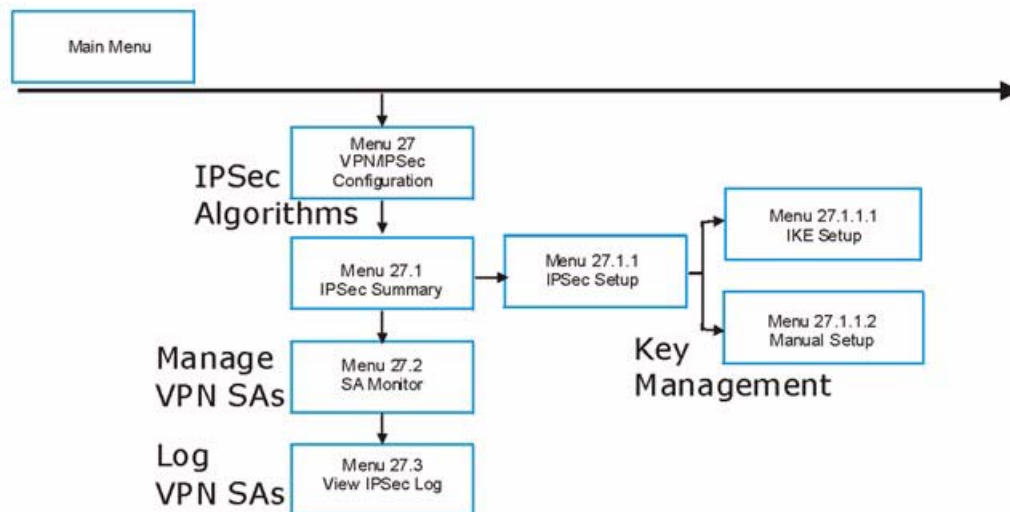 Main Menu
Menu 27
VPN/IPSec
Configuration
IPSec
Algorithms
Menu 27.1
IPSec Summary
Menu 27.1.1
IPSec Setup
Menu 27.1.1.1
IKE Setup
Menu 27.1.1.2
Manual Setup
Key
Management
Manage
VPN SAs
Menu 27.2
SA Monitor
Log
VPN SAs
Menu 27.3
View IPSec Log